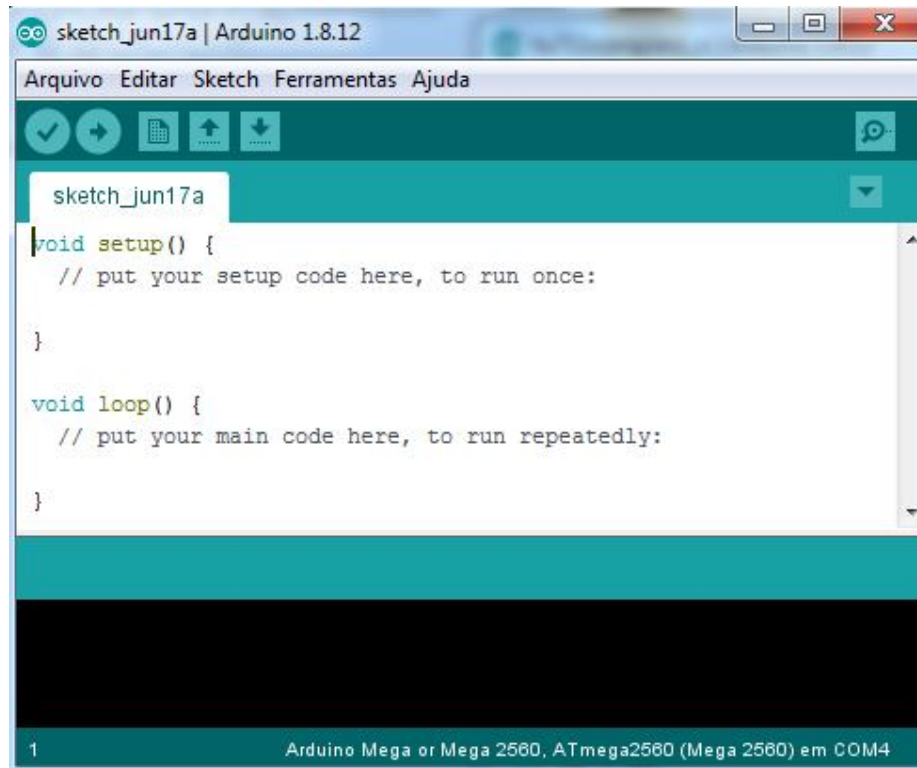 sketch_jun17a | Arduino 1.8.12
Arquivo Editar Sketch Ferramentas Ajuda
sketch_jun17a
void setup() {
  // put your setup code here, to run once:
}
void loop() {
  // put your main code here, to run repeatedly:
}
1 Arduino Mega or Mega 2560, ATmega2560 (Mega 2560) em COM4